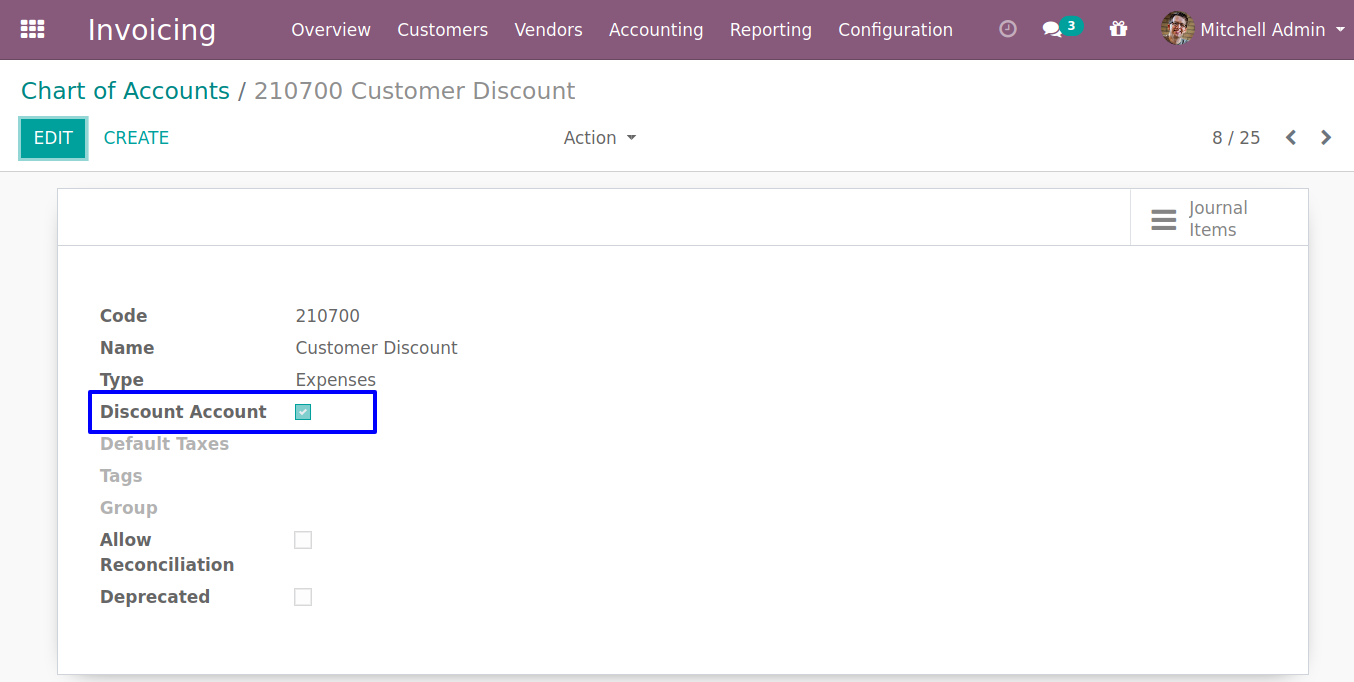 Invoicing Overview Customers Vendors Accounting Reporting Configuration 3 Mitchell Admin
Chart of Accounts / 210700 Customer Discount
EDIT CREATE Action 8 / 25
Journal
Items
Code 210700
Name Customer Discount
Type Expenses
Discount Account
Default Taxes
Tags
Group
Allow
Reconciliation
Deprecated